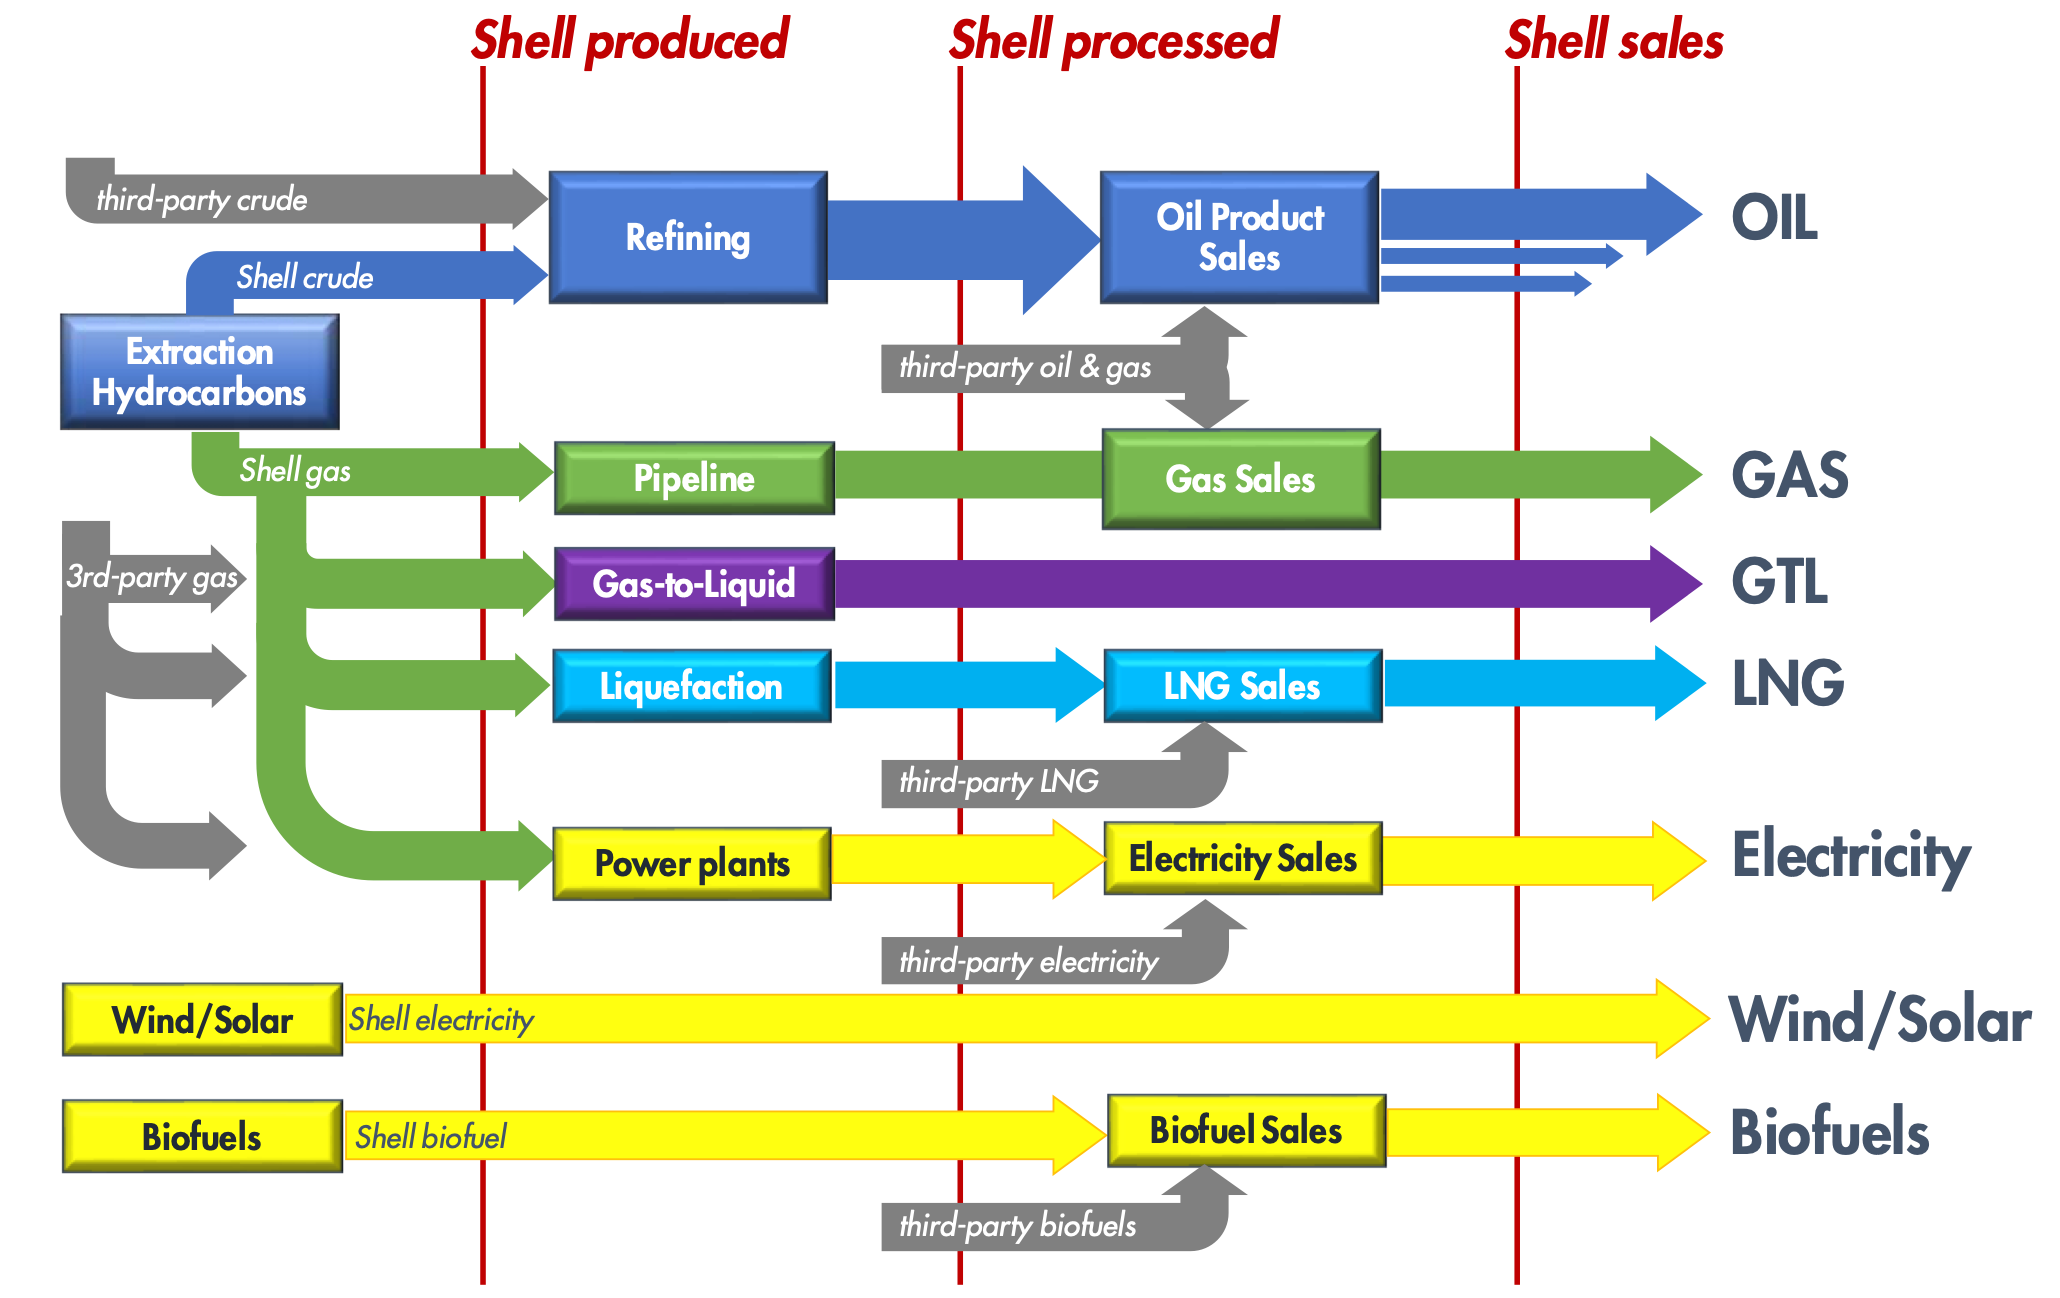 Shell produced
Shell processed
Shell sales
third-party crude
Refining
Oil Product
Sales
OIL
Shell crude
Extraction
Hydrocarbons
third-party oil & gas
Shell gas
Pipeline
Gas Sales
GAS
3rd-party gas
Gas-to-Liquid
GTL
Liquefaction
LNG Sales
LNG
third-party LNG
Power plants
Electricity Sales
Electricity
third-party electricity
Wind/Solar
Shell electricity
Wind/Solar
Biofuels
Shell biofuel
Biofuel Sales
Biofuels
third-party biofuels